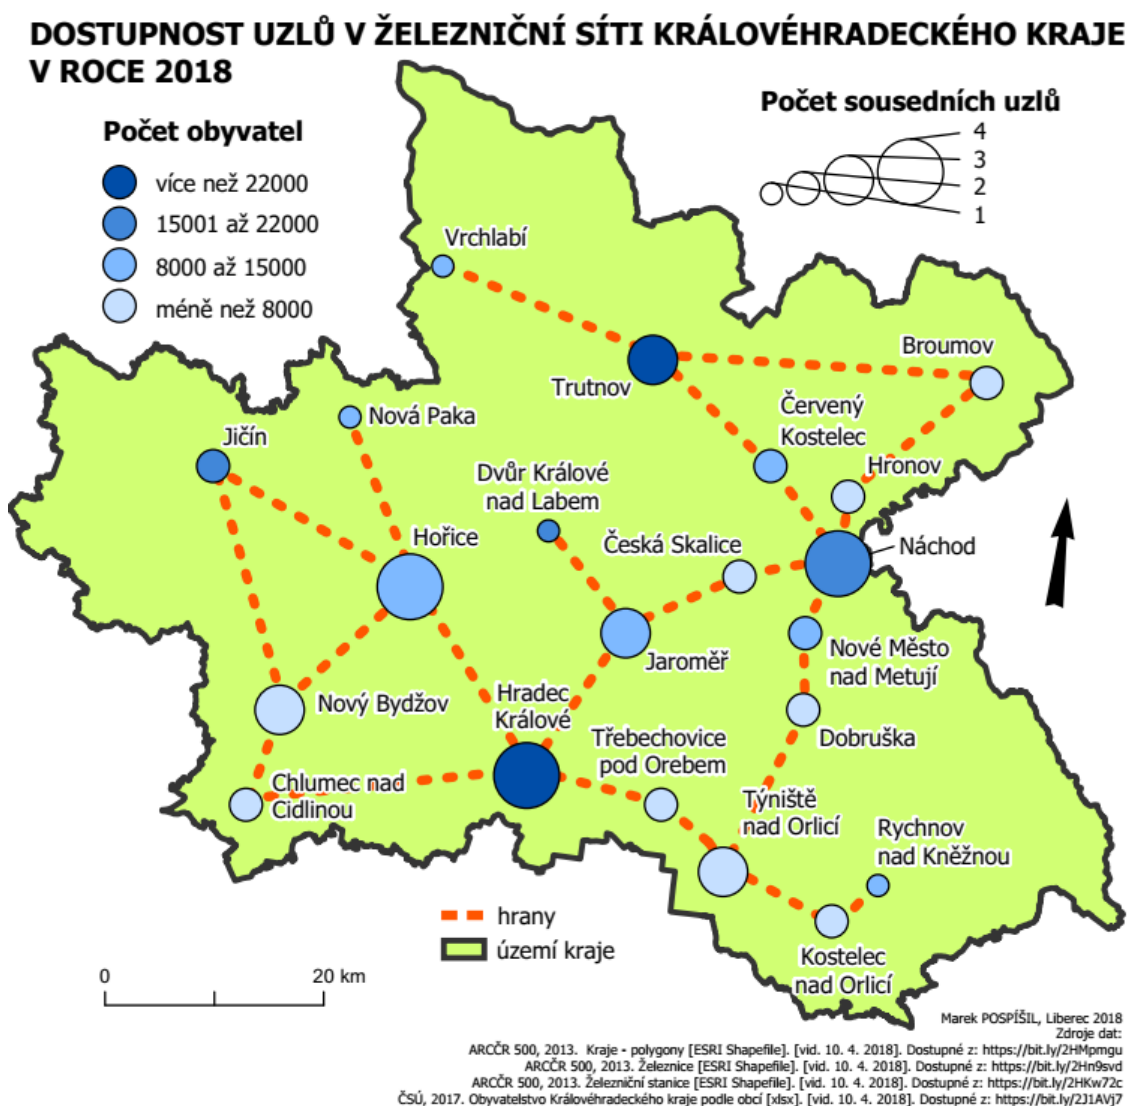 DOSTUPNOST UZLŮ V ŽELEZNIČNÍ SÍTI KRÁLOVÉHRADECKÉHO KRAJE
V ROCE 2018
Počet obyvatel
více než 22000
15001 až 22000
8000 až 15000
méně než 8000
Počet sousedních uzlů
4
3
2
1
Vrchlabí
Trutnov
Broumov
Červený
Kostelec
Hronov
Nová Paka
Jičín
Dvůr Králové
nad Labem
Hořice
Česká Skalice
Náchod
Jaroměř
Nové Město
nad Metují
Nový Bydžov
Hradec
Králové
Dobruška
Třebechovice
pod Orebem
Chlumec nad
Cidlinou
Týniště
nad Orlicí
Rychnov
nad Kněžnou
Kostelec
nad Orlicí
hrany
území kraje
0 20 km
Marek POSPÍŠIL, Liberec 2018
Zdroje dat:
ARCČR 500, 2013. Kraje - polygony [ESRI Shapefile]. [vid. 10. 4. 2018]. Dostupné z: https://bit.ly/2HMpmgu
ARCČR 500, 2013. Železnice [ESRI Shapefile]. [vid. 10. 4. 2018]. Dostupné z: https://bit.ly/2Hn9svd
ARCČR 500, 2013. Železniční stanice [ESRI Shapefile]. [vid. 10. 4. 2018]. Dostupné z: https://bit.ly/2HKw72c
ČSÚ, 2017. Obyvatelstvo Královéhradeckého kraje podle obcí [xlsx]. [vid. 10. 4. 2018]. Dostupné z: https://bit.ly/2J1AVj7